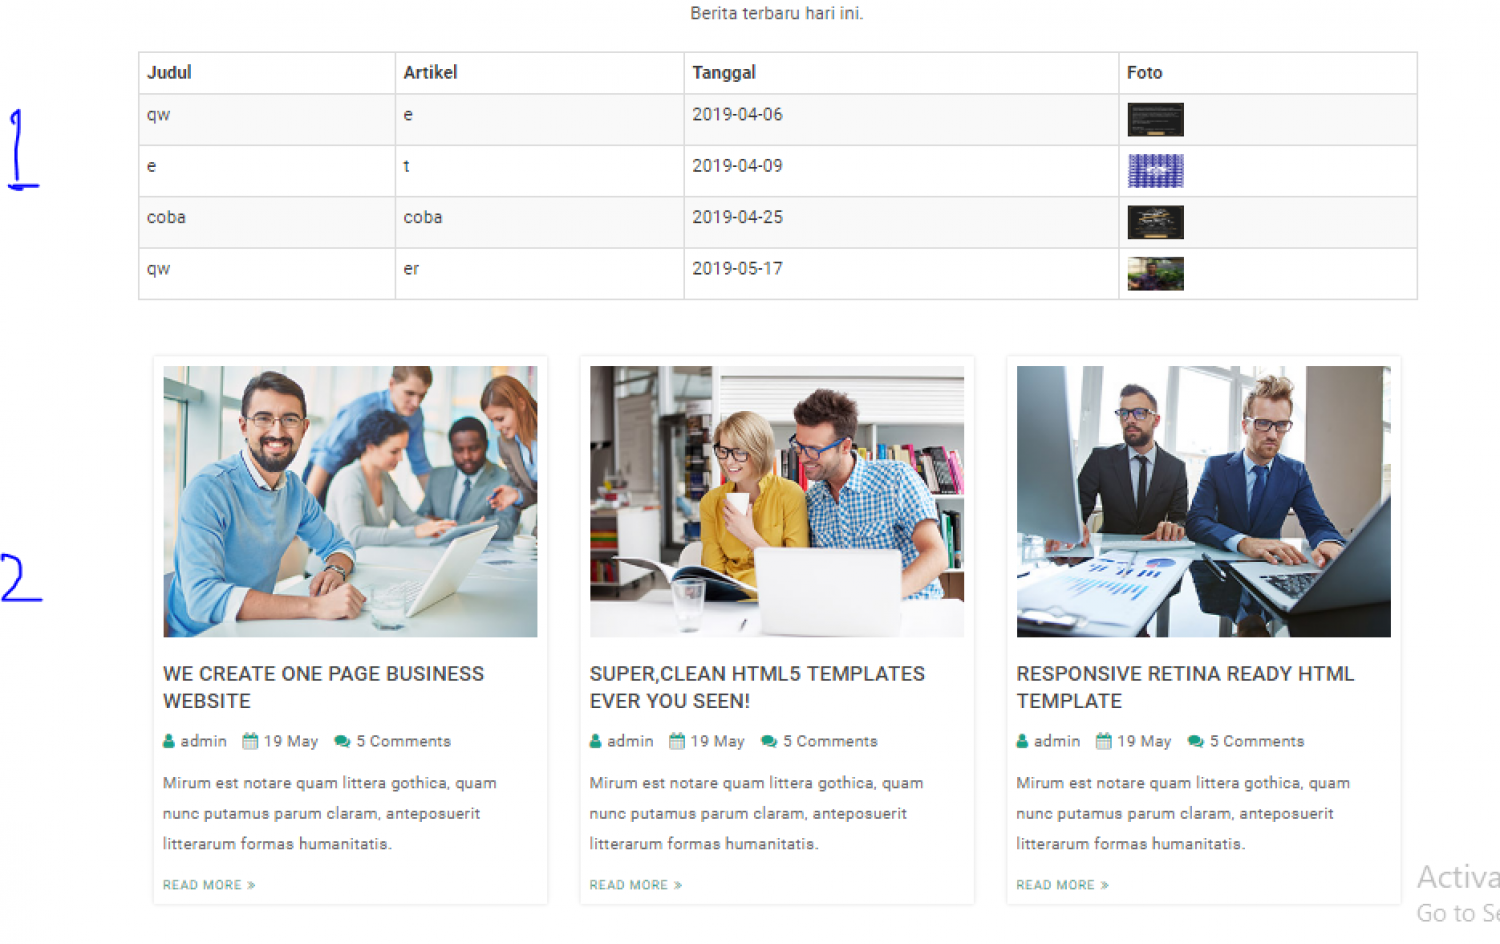 Berita terbaru hari ini.
Judul Artikel Tanggal Foto
1
qw e 2019-04-06
e t 2019-04-09
coba coba 2019-04-25
qw er 2019-05-17
2
WE CREATE ONE PAGE BUSINESS
WEBSITE
admin 19 May 5 Comments
Mirum est notare quam littera gothica, quam
nunc putamus parum claram, anteposuerit
litterarum formas humanitatis.
READ MORE »
SUPER,CLEAN HTML5 TEMPLATES
EVER YOU SEEN!
admin 19 May 5 Comments
Mirum est notare quam littera gothica, quam
nunc putamus parum claram, anteposuerit
litterarum formas humanitatis.
READ MORE »
RESPONSIVE RETINA READY HTML
TEMPLATE
admin 19 May 5 Comments
Mirum est notare quam littera gothica, quam
nunc putamus parum claram, anteposuerit
litterarum formas humanitatis.
READ MORE »
Activa
Go to Se